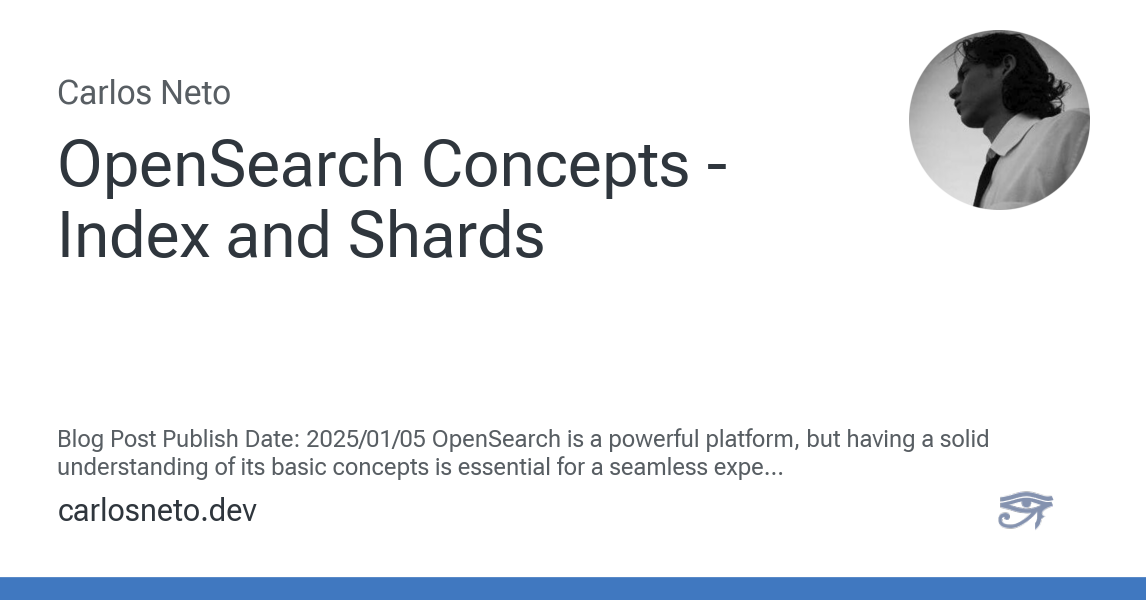 Carlos Neto
OpenSearch Concepts -
Index and Shards
Blog Post Publish Date: 2025/01/05 OpenSearch is a powerful platform, but having a solid
understanding of its basic concepts is essential for a seamless expe...
carlosneto.dev